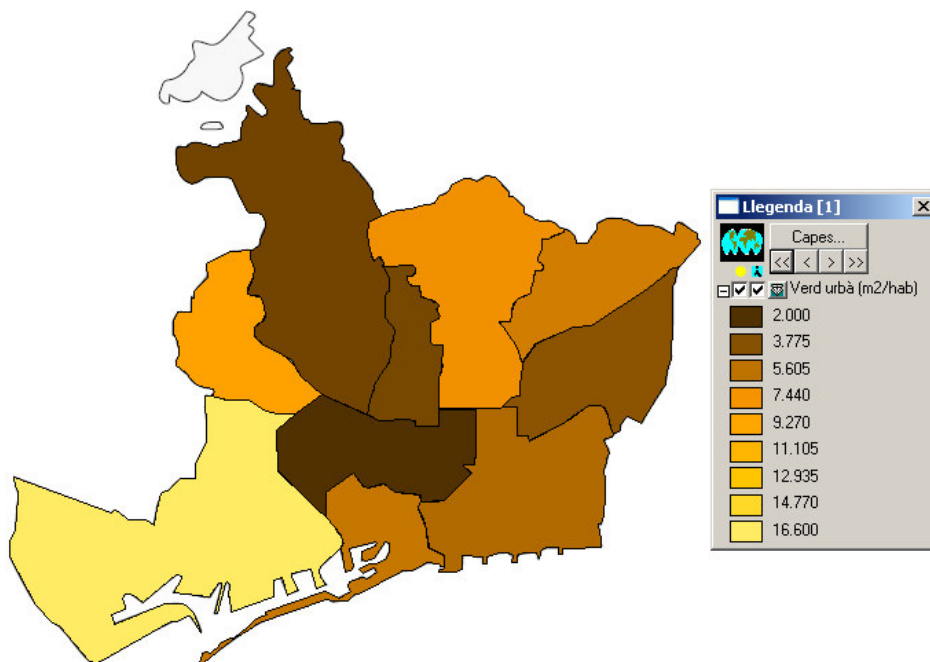 Llegenda [1]
Capes...
<< < > >>
Verd urbà (m2/hab)
2.000
3.775
5.605
7.440
9.270
11.105
12.935
14.770
16.600